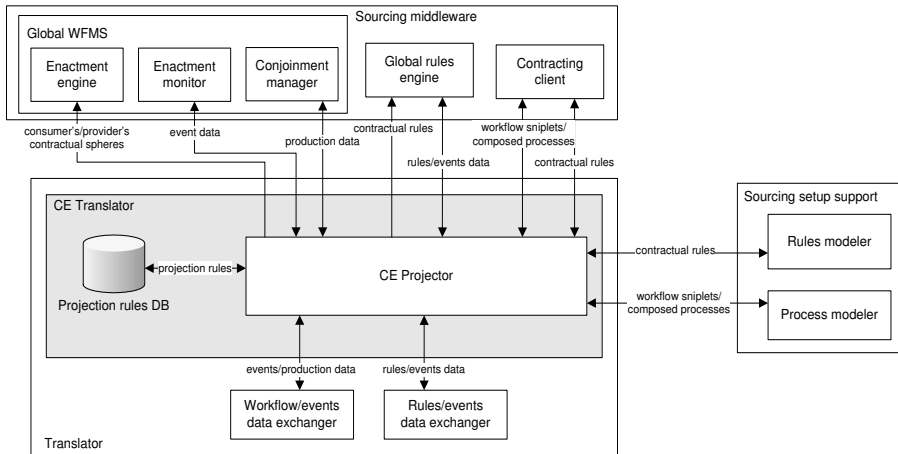 Sourcing middleware
Global WFMS
Enactment
engine
Enactment
monitor
Conjoinment
manager
Global rules
engine
Contracting
client
consumer's/provider's
contractual spheres
event data
production data
contractual rules
rules/events data
workflow sniplets/
composed processes
contractual rules
CE Translator
Projection rules DB
projection rules
CE Projector
contractual rules
workflow sniplets/
composed processes
Sourcing setup support
Rules modeler
Process modeler
events/production data
rules/events data
Workflow/events
data exchanger
Rules/events
data exchanger
Translator